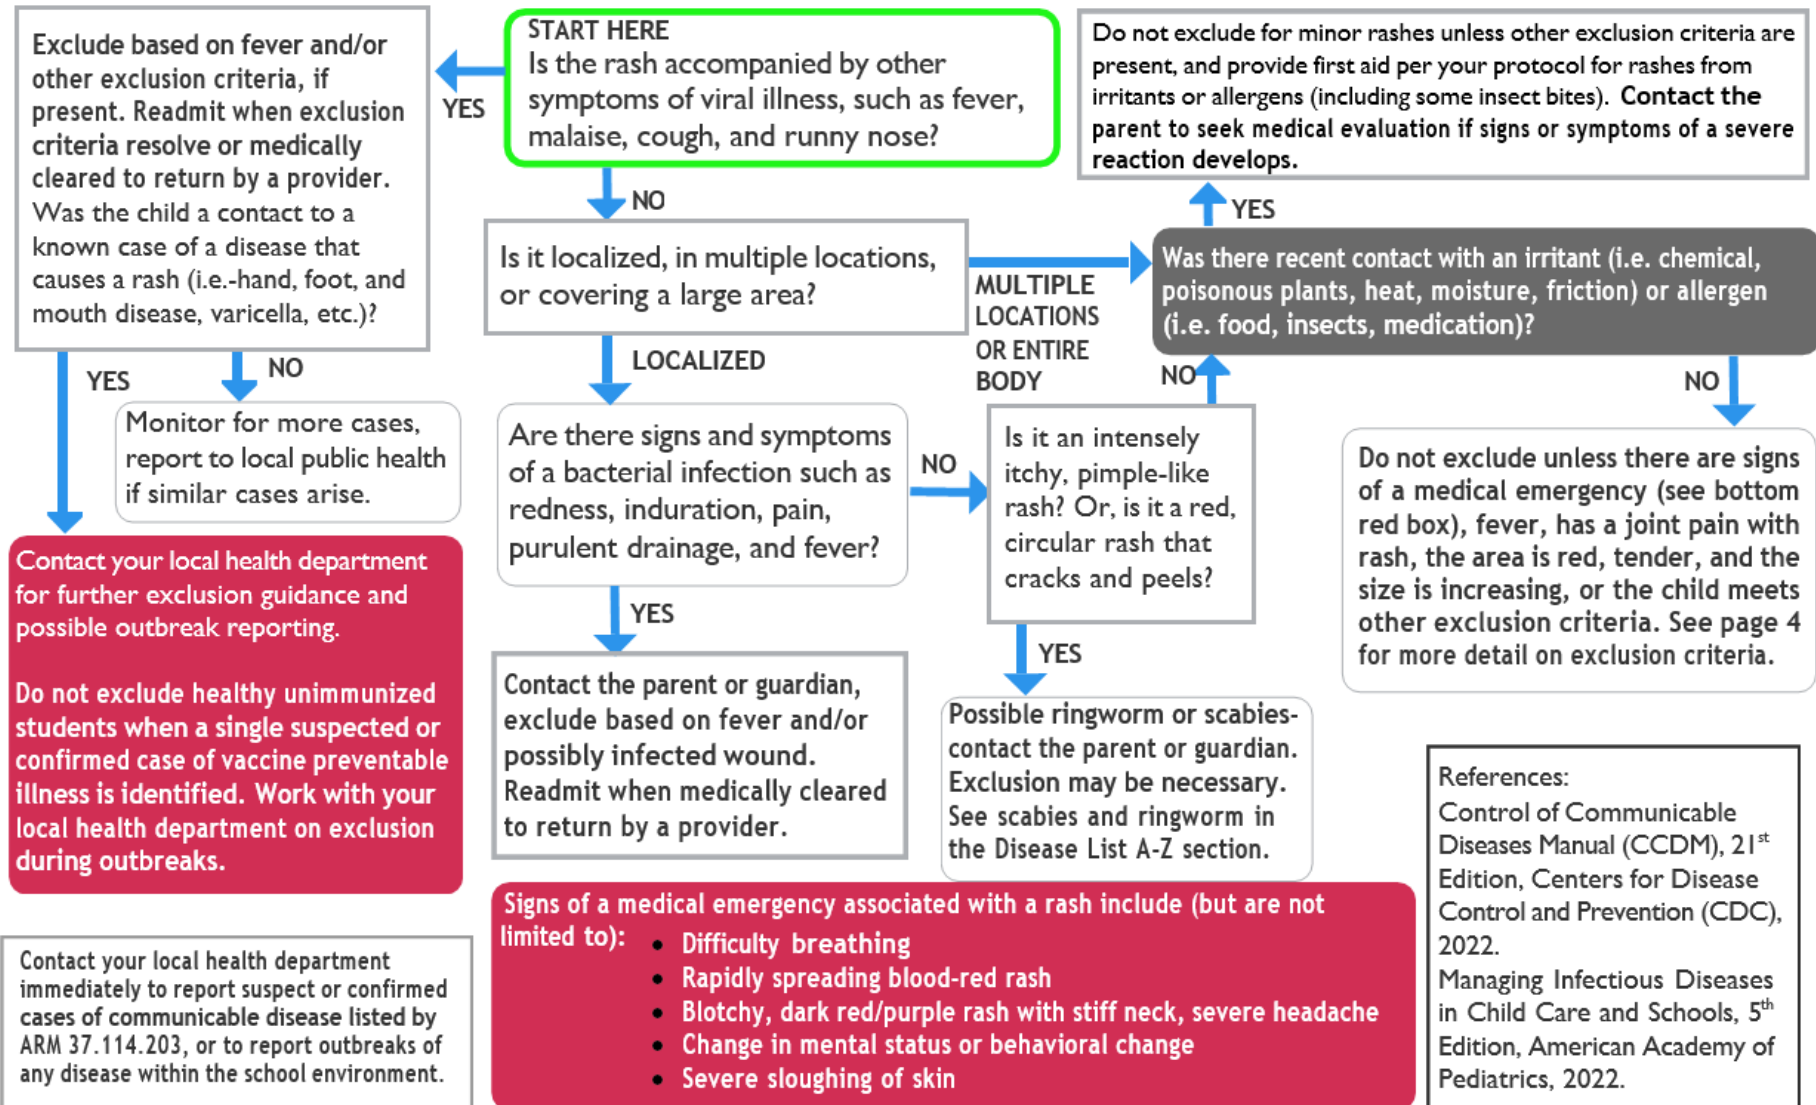 Exclude based on fever and/or
other exclusion criteria, if
present. Readmit when exclusion
criteria resolve or medically
cleared to return by a provider.
Was the child a contact to a
known case of a disease that
causes a rash (i.e.-hand, foot, and
mouth disease, varicella, etc.)?
YES
START HERE
Is the rash accompanied by other
symptoms of viral illness, such as fever,
malaise, cough, and runny nose?
Do not exclude for minor rashes unless other exclusion criteria are
present, and provide first aid per your protocol for rashes from
irritants or allergens (including some insect bites). Contact the
parent to seek medical evaluation if signs or symptoms of a severe
reaction develops.
NO
YES
Is it localized, in multiple locations,
or covering a large area?
MULTIPLE
LOCATIONS
OR ENTIRE
BODY
Was there recent contact with an irritant (i.e. chemical,
poisonous plants, heat, moisture, friction) or allergen
(i.e. food, insects, medication)?
YES
NO
LOCALIZED
NO
NO
Monitor for more cases,
report to local public health
if similar cases arise.
Are there signs and symptoms
of a bacterial infection such as
redness, induration, pain,
purulent drainage, and fever?
NO
Is it an intensely
itchy, pimple-like
rash? Or, is it a red,
circular rash that
cracks and peels?
Do not exclude unless there are signs
of a medical emergency (see bottom
red box), fever, has a joint pain with
rash, the area is red, tender, and the
size is increasing, or the child meets
other exclusion criteria. See page 4
for more detail on exclusion criteria.
Contact your local health department
for further exclusion guidance and
possible outbreak reporting.
Do not exclude healthy unimmunized
students when a single suspected or
confirmed case of vaccine preventable
illness is identified. Work with your
local health department on exclusion
during outbreaks.
YES
YES
Contact the parent or guardian,
exclude based on fever and/or
possibly infected wound.
Readmit when medically cleared
to return by a provider.
Possible ringworm or scabies-
contact the parent or guardian.
Exclusion may be necessary.
See scabies and ringworm in
the Disease List A-Z section.
References:
Control of Communicable
Diseases Manual (CCDM), 21st
Edition, Centers for Disease
Control and Prevention (CDC),
2022.
Managing Infectious Diseases
in Child Care and Schools, 5th
Edition, American Academy of
Pediatrics, 2022.
Signs of a medical emergency associated with a rash include (but are not
limited to):
• Difficulty breathing
• Rapidly spreading blood-red rash
• Blotchy, dark red/purple rash with stiff neck, severe headache
• Change in mental status or behavioral change
• Severe sloughing of skin
Contact your local health department
immediately to report suspect or confirmed
cases of communicable disease listed by
ARM 37.114.203, or to report outbreaks of
any disease within the school environment.